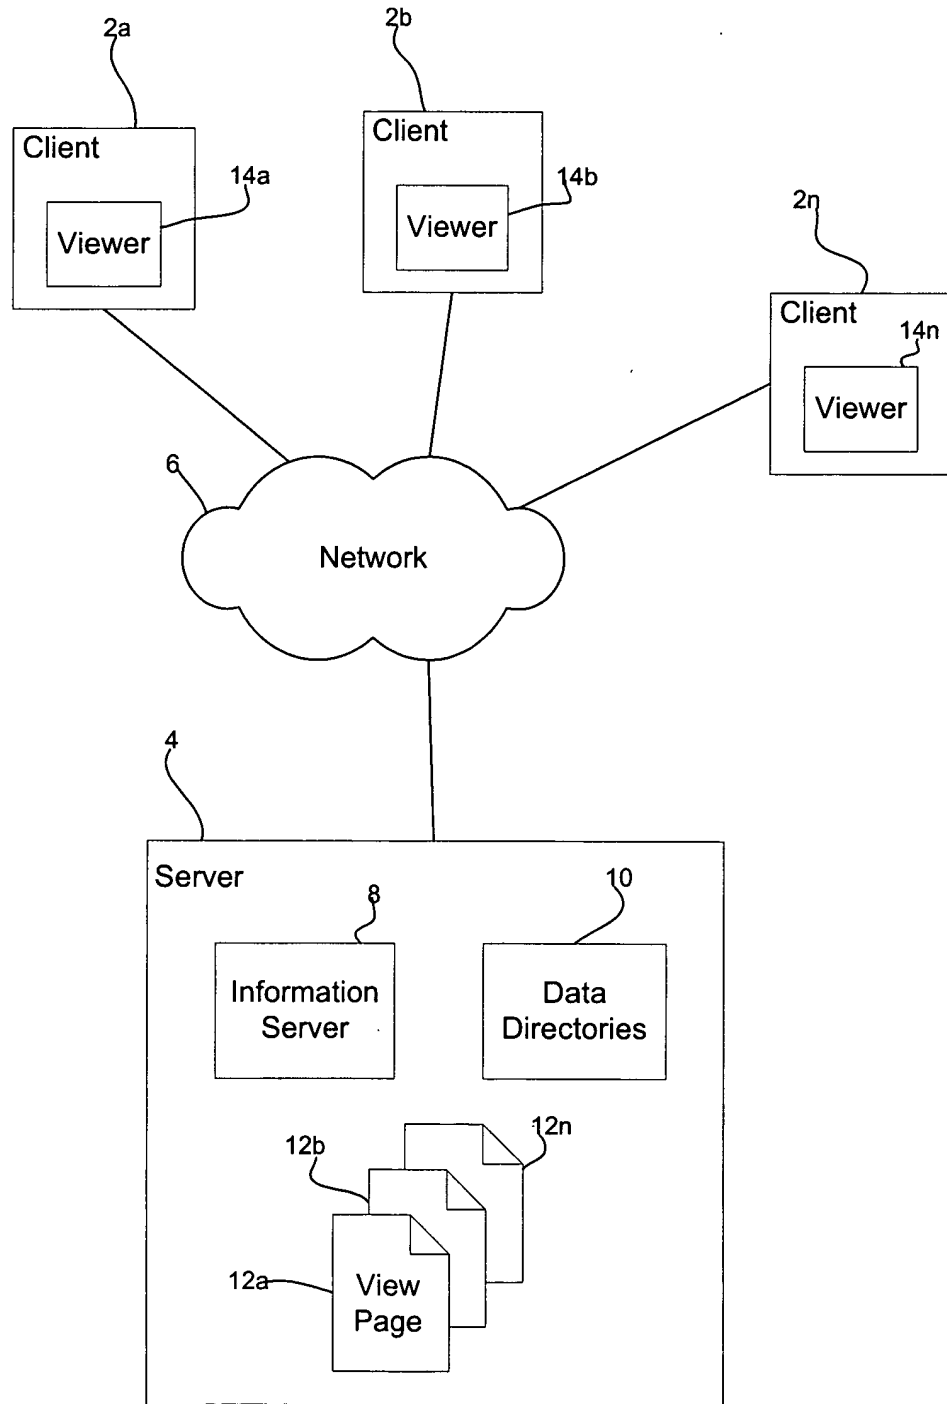 2a
2b
Client
Client
14a
14b
2n
Viewer
Viewer
Client
14n
Viewer
6
Network
4
Server
8
10
Information
Server
Data
Directories
12b
12n
12a
View
Page